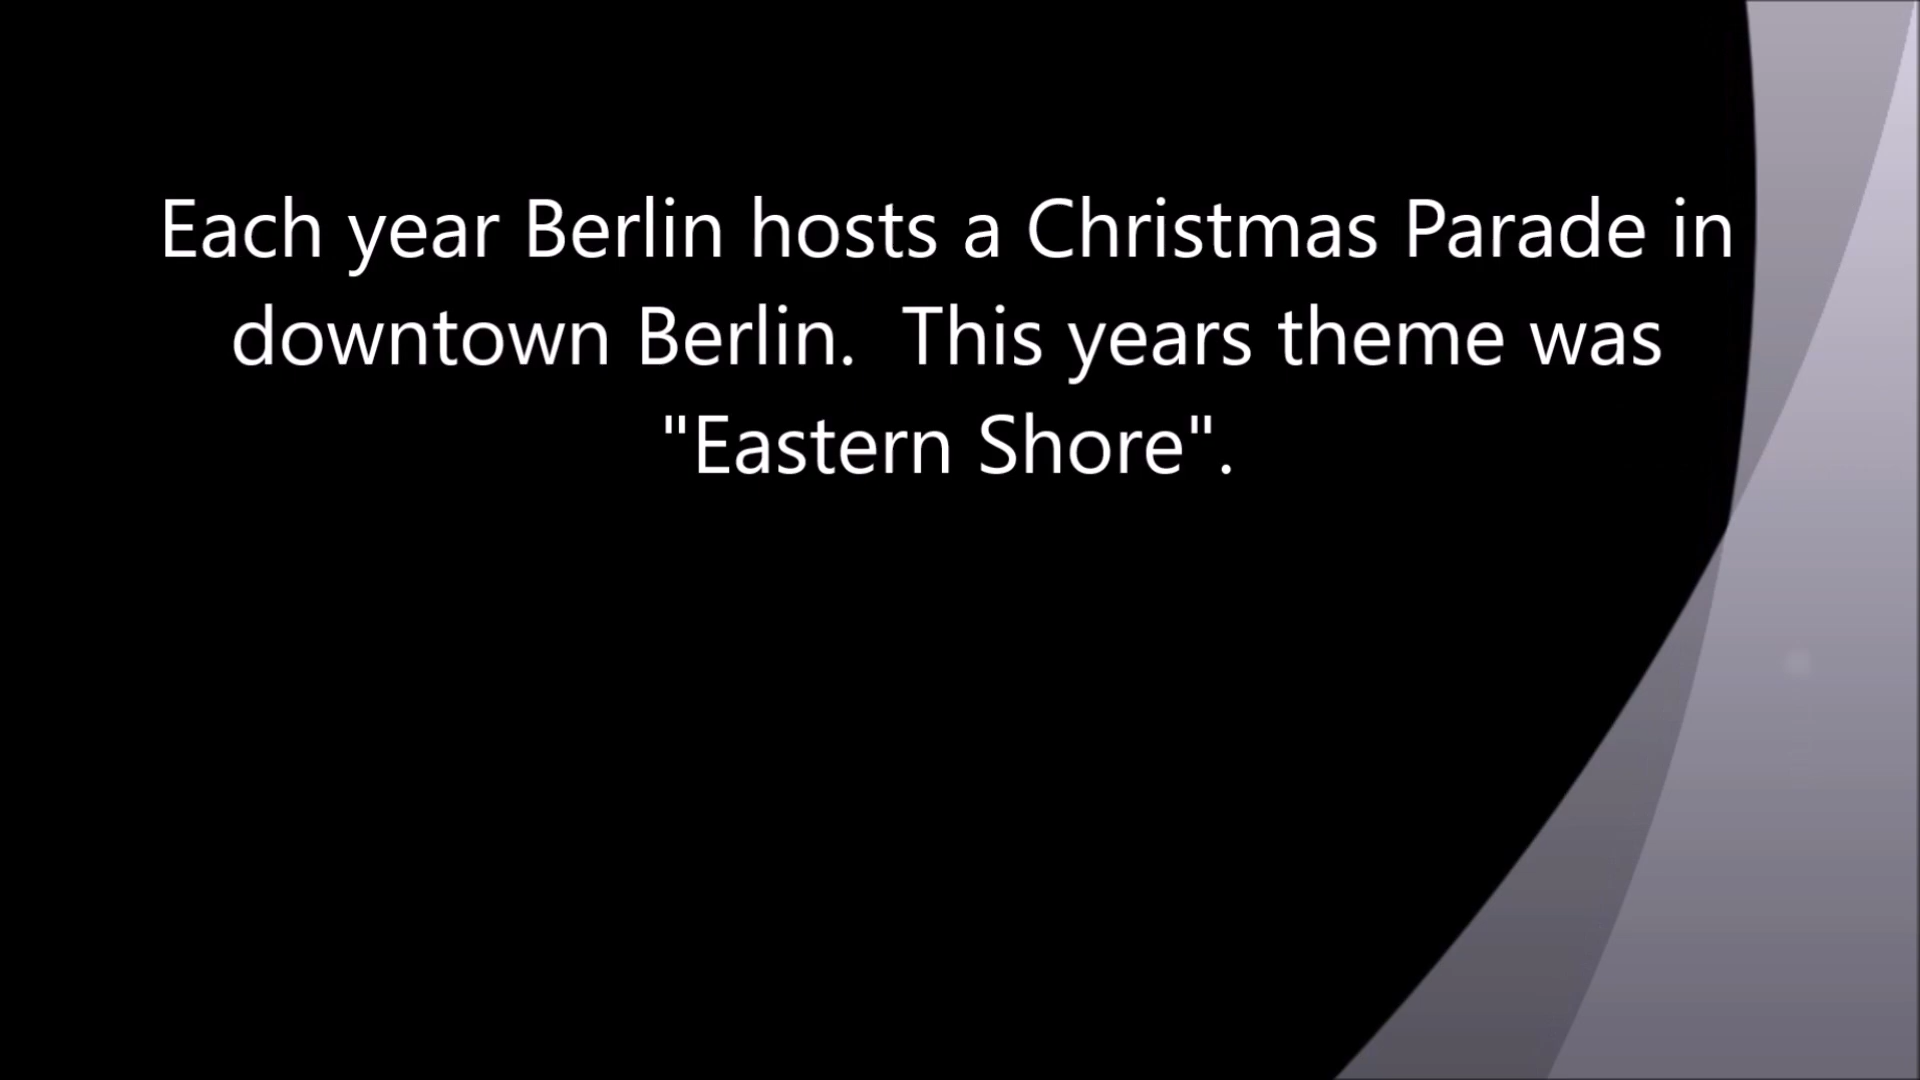 Each year Berlin hosts a Christmas Parade in
downtown Berlin.  This years theme was
"Eastern Shore".